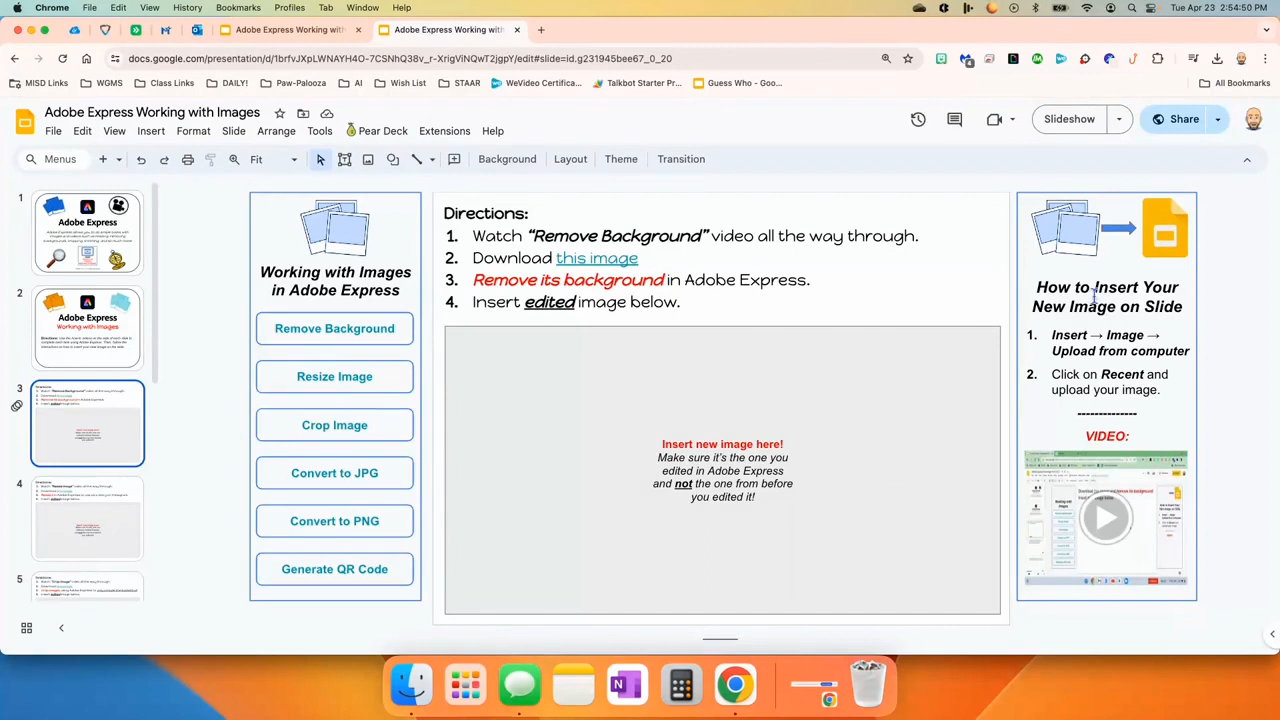 Chrome File Edit View History Bookmarks Profiles Tab Window Help Tue Apr 23 2:54:50 PM
Adobe Express Working with × Adobe Express Working with × +
docs.google.com/presentation/d/1brfvJXpLWNAYH4O-7CSNhQ38v_r-XrigViNQwT2jgpY/edit#slide=id.g231945bee67_0_20
MISD Links WGMS Class Links DAILY! Paw-Palooza AI Wish List STAAR WeVideo Certifica... Talkbot Starter Pr... Guess Who - Goo... All Bookmarks
Adobe Express Working with Images
File Edit View Insert Format Slide Arrange Tools Pear Deck Extensions Help
Slideshow Share
Menus Fit Background Layout Theme Transition
1
Adobe Express
2
Adobe Express
Working with Images
3
4
5
Working with Images
in Adobe Express
Remove Background
Resize Image
Crop Image
Convert to JPG
Convert to PNG
Generate QR Code
Directions:
1. Watch "Remove Background" video all the way through.
2. Download this image
3. Remove its background in Adobe Express.
4. Insert edited image below.
Insert new image here!
Make sure it's the one you
edited in Adobe Express
and not the one from before
you edited it!
How to Insert Your
New Image on Slide
1. Insert → Image →
Upload from computer
2. Click on Recent and
upload your image.
--------------
VIDEO: